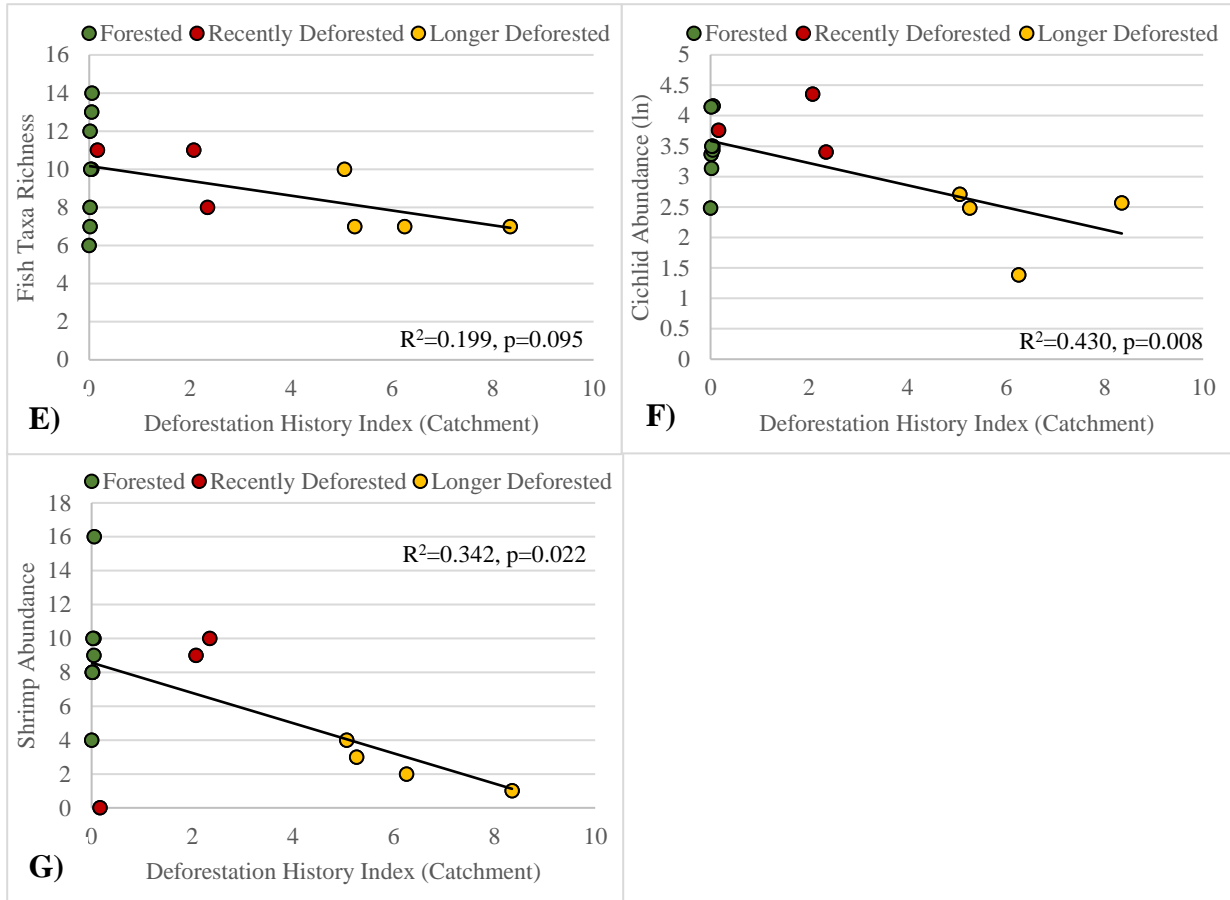 Forested Recently Deforested Longer Deforested
16
14
12
10
8
6
4
2
0
Fish Taxa Richness
R²=0.199, p=0.095
0 2 4 6 8 10
Deforestation History Index (Catchment)
E)
Forested Recently Deforested Longer Deforested
5
4.5
4
3.5
3
2.5
2
1.5
1
0.5
0
Cichlid Abundance (ln)
R²=0.430, p=0.008
0 2 4 6 8 10
Deforestation History Index (Catchment)
F)
Forested Recently Deforested Longer Deforested
18
16
14
12
10
8
6
4
2
0
Shrimp Abundance
R²=0.342, p=0.022
0 2 4 6 8 10
Deforestation History Index (Catchment)
G)